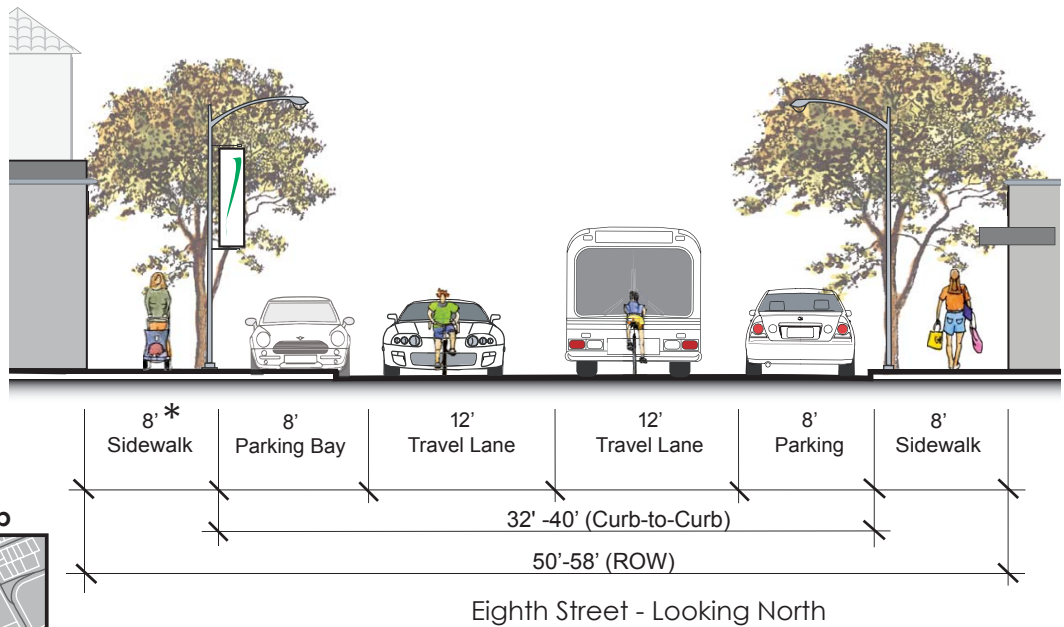 8’ *
Sidewalk
8’
Parking Bay
12’
Travel Lane
12’
Travel Lane
8’
Parking
8’
Sidewalk
32' -40’ (Curb-to-Curb)
50’-58’ (ROW)
Eighth Street - Looking North